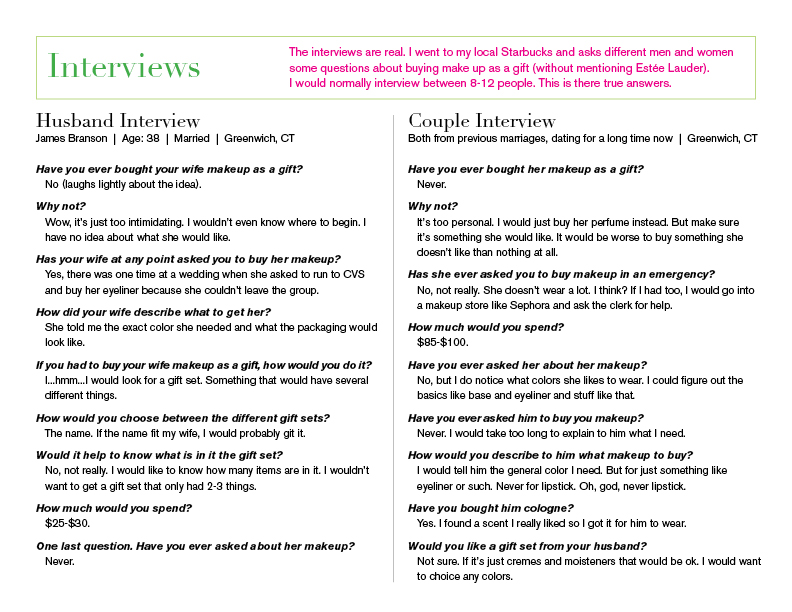 Interviews
The interviews are real. I went to my local Starbucks and asks different men and women
some questions about buying make up as a gift (without mentioning Estée Lauder).
I would normally interview between 8-12 people. This is there true answers.
Husband Interview
James Branson | Age: 38 | Married | Greenwich, CT
Have you ever bought your wife makeup as a gift?
No (laughs lightly about the idea).
Why not?
Wow, it's just too intimidating. I wouldn't even know where to begin. I
have no idea about what she would like.
Has your wife at any point asked you to buy her makeup?
Yes, there was one time at a wedding when she asked to run to CVS
and buy her eyeliner because she couldn't leave the group.
How did your wife describe what to get her?
She told me the exact color she needed and what the packaging would
look like.
If you had to buy your wife makeup as a gift, how would you do it?
I...hmm...I would look for a gift set. Something that would have several
different things.
How would you choose between the different gift sets?
The name. If the name fit my wife, I would probably git it.
Would it help to know what is in it the gift set?
No, not really. I would like to know how many items are in it. I wouldn't
want to get a gift set that only had 2-3 things.
How much would you spend?
$25-$30.
One last question. Have you ever asked about her makeup?
Never.
Couple Interview
Both from previous marriages, dating for a long time now | Greenwich, CT
Have you ever bought her makeup as a gift?
Never.
Why not?
It's too personal. I would just buy her perfume instead. But make sure
it's something she would like. It would be worse to buy something she
doesn't like than nothing at all.
Has she ever asked you to buy makeup in an emergency?
No, not really. She doesn't wear a lot. I think? If I had too, I would go into
a makeup store like Sephora and ask the clerk for help.
How much would you spend?
$85-$100.
Have you ever asked her about her makeup?
No, but I do notice what colors she likes to wear. I could figure out the
basics like base and eyeliner and stuff like that.
Have you ever asked him to buy you makeup?
Never. I would take too long to explain to him what I need.
How would you describe to him what makeup to buy?
I would tell him the general color I need. But for just something like
eyeliner or such. Never for lipstick. Oh, god, never lipstick.
Have you bought him cologne?
Yes. I found a scent I really liked so I got it for him to wear.
Would you like a gift set from your husband?
Not sure. If it's just cremes and moisteners that would be ok. I would want
to choice any colors.